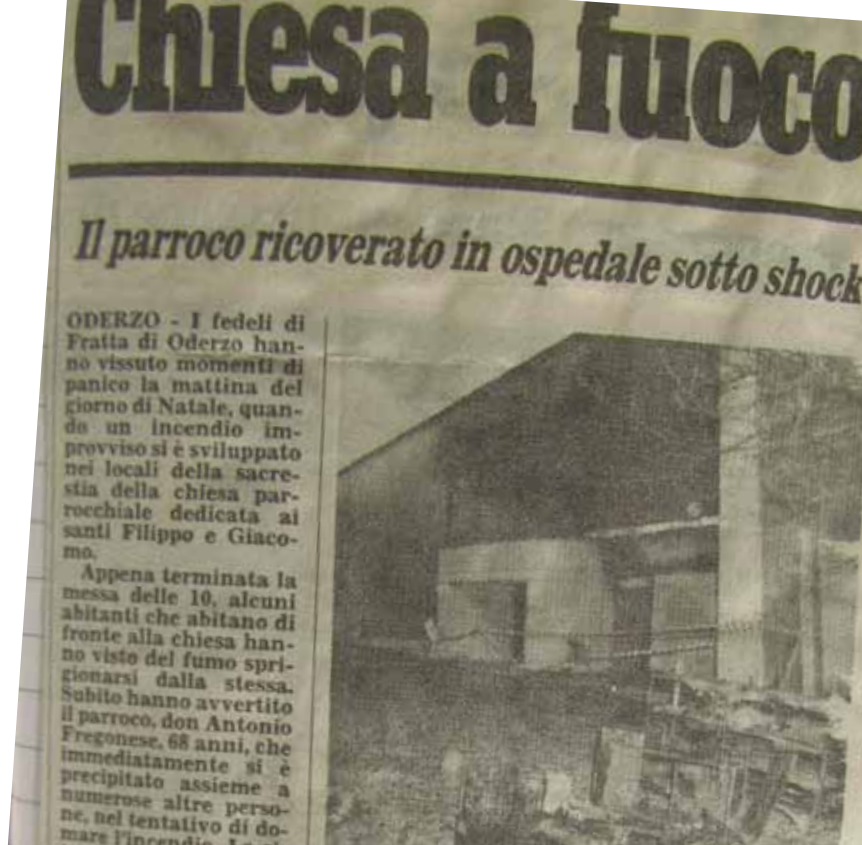 Chiesa a fuoco
Il parroco ricoverato in ospedale sotto shock
ODERZO - I fedeli di
Fratta di Oderzo han-
no vissuto momenti di
panico la mattina del
giorno di Natale, quan-
do un incendio im-
provviso si è sviluppato
nei locali della sacre-
stia della chiesa par-
rocchiale dedicata ai
santi Filippo e Giaco-
mo.
Appena terminata la
messa delle 10, alcuni
abitanti che abitano di
fronte alla chiesa han-
no visto del fumo spri-
gionarsi dalla stessa.
Subito hanno avvertito
il parroco, don Antonio
Fregonese, 68 anni, che
immediatamente si è
precipitato assieme a
numerose altre perso-
ne, nel tentativo di do-
mare l'incendio.